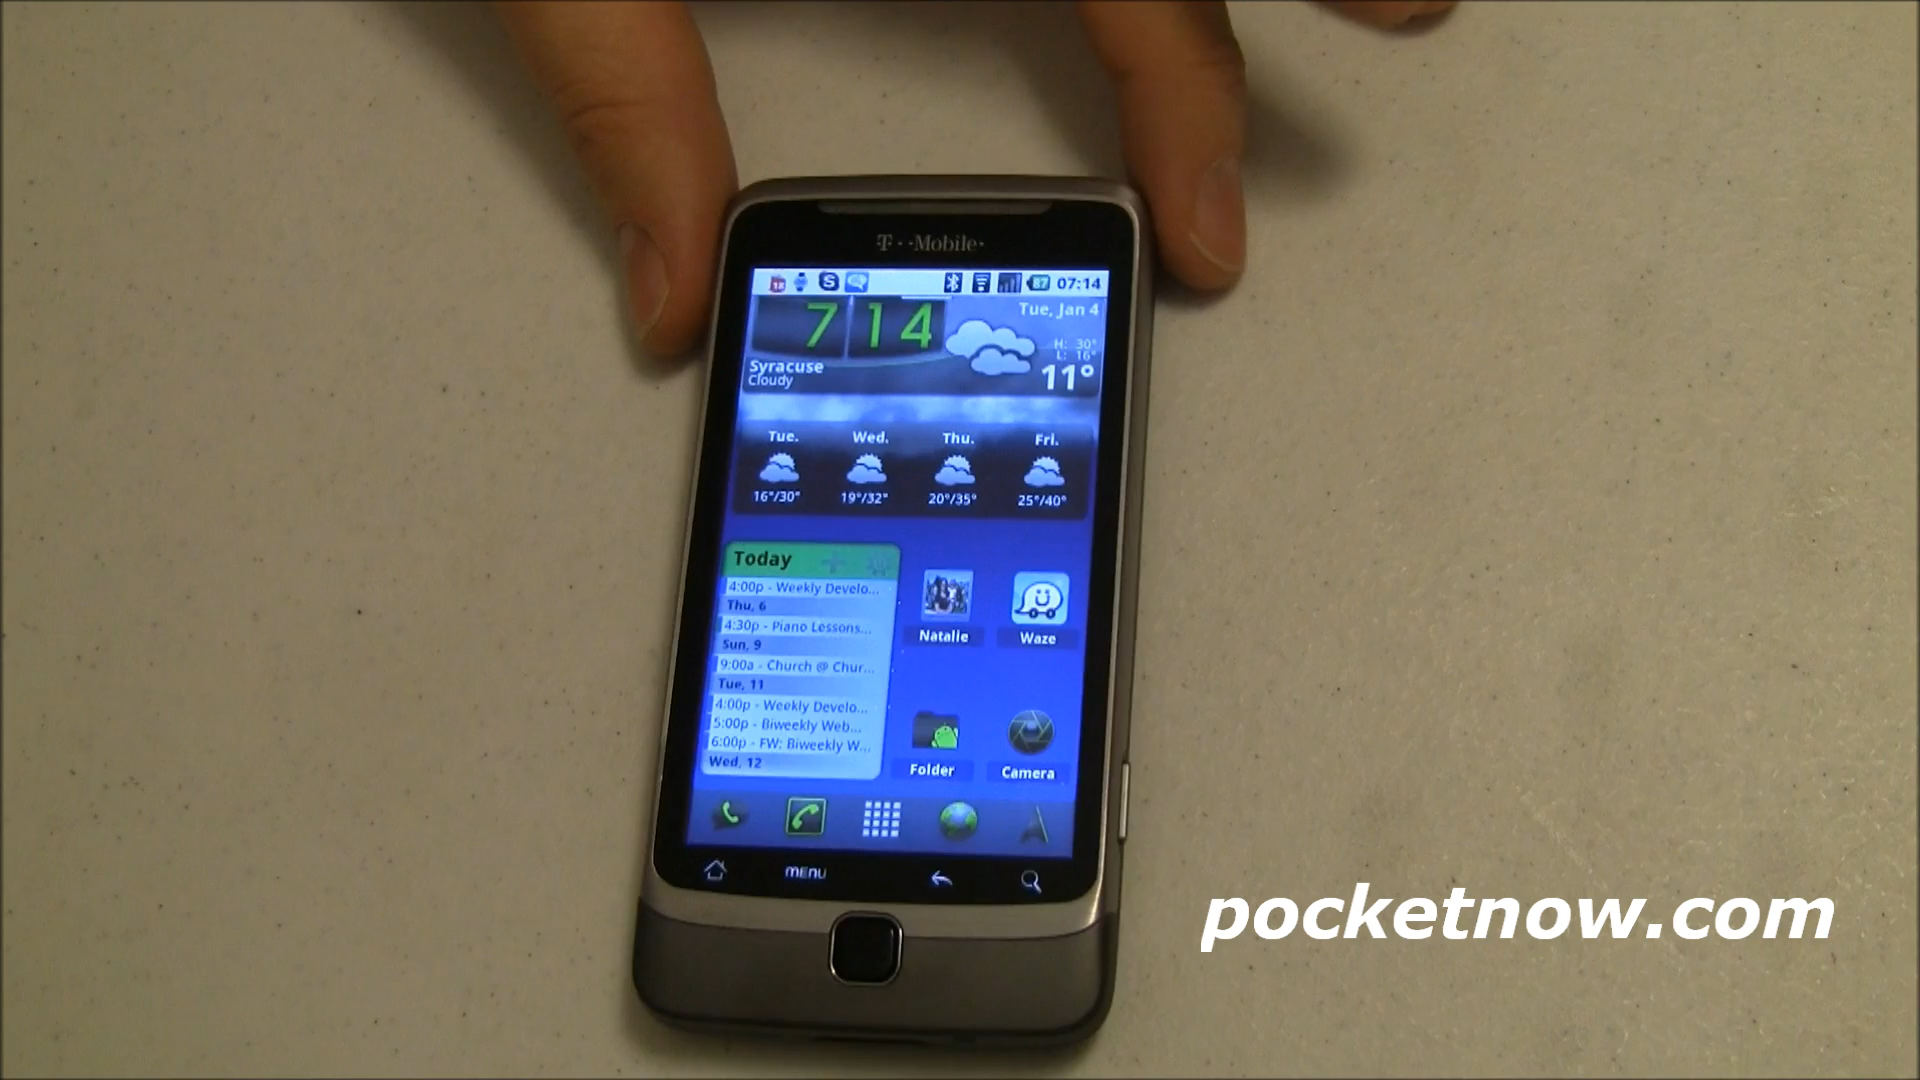 T··Mobile·
18 S 87 07:14
7 14
Tue, Jan 4
H: 30°
L: 16°
11°
Syracuse
Cloudy
Tue. Wed. Thu. Fri.
16°/30° 19°/32° 20°/35° 25°/40°
Today
4:00p - Weekly Develo...
Thu, 6
4:30p - Piano Lessons...
Sun, 9
9:00a - Church @ Chur...
Tue, 11
4:00p - Weekly Develo...
5:00p - Biweekly Web...
6:00p - FW: Biweekly W...
Wed, 12
Natalie Waze
Folder Camera
MENU
pocketnow.com